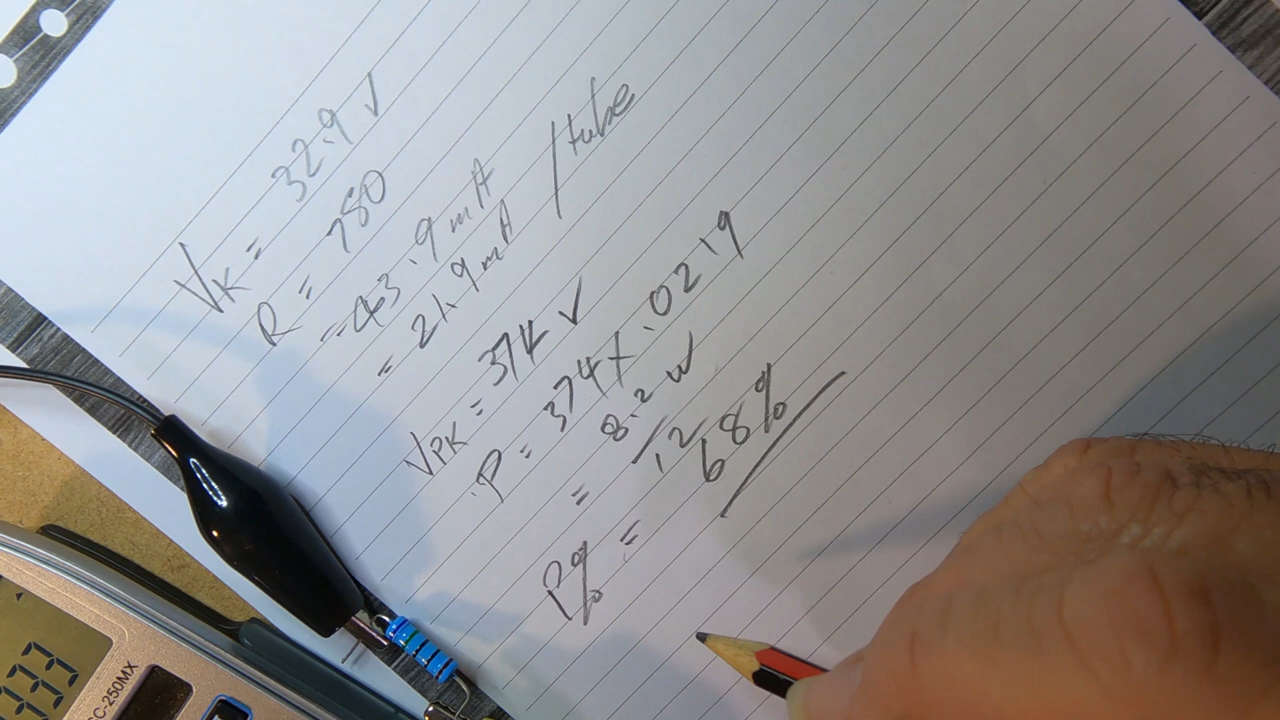 VK = 32.9 V
R = 750
= 43.9 mA
= 21.9 mA /tube
VPK = 374 V
P = 374 x .0219
= 8.2 W
12
P% = 68%
C-250MX